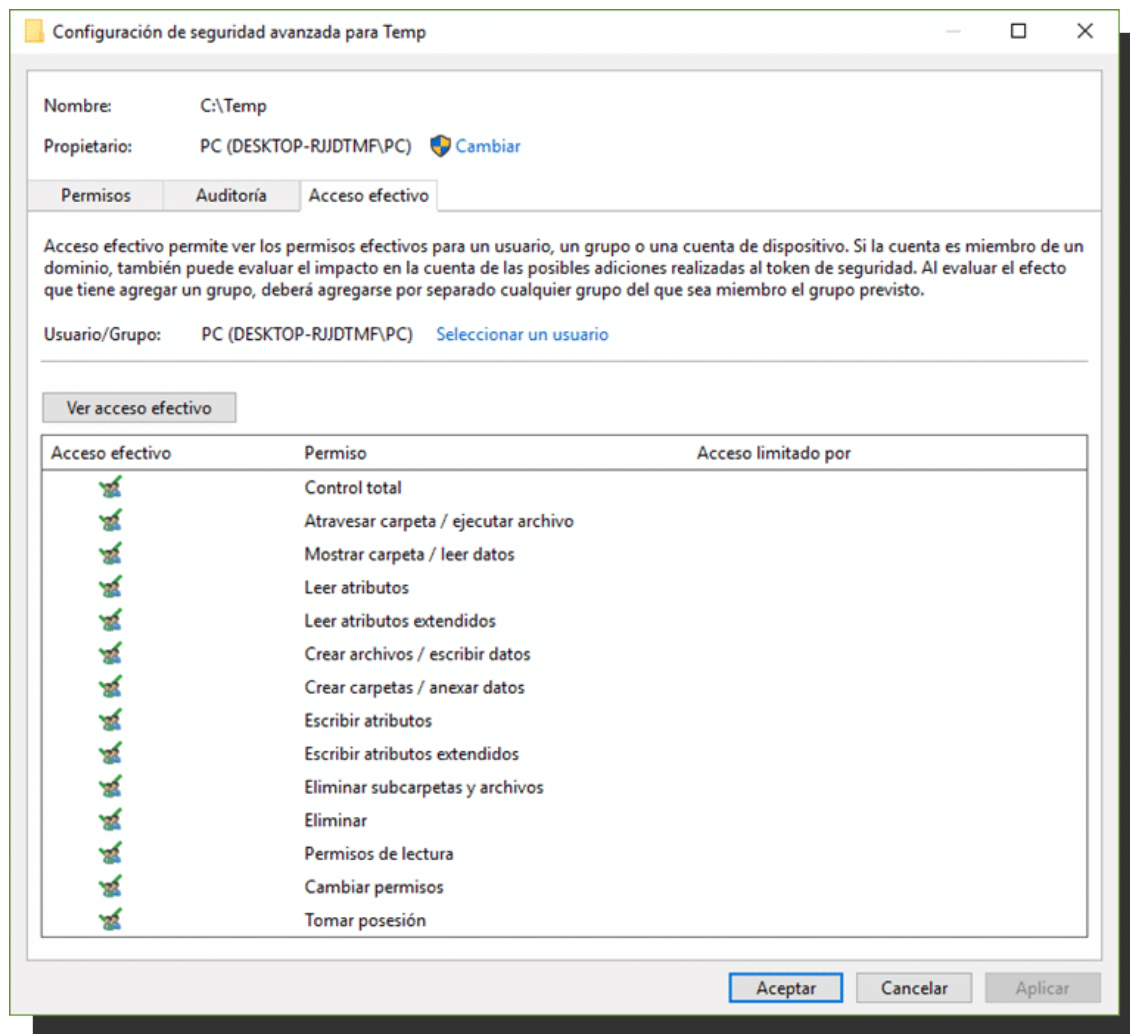 Configuración de seguridad avanzada para Temp
Nombre: C:\Temp
Propietario: PC (DESKTOP-RJJDTMF\PC) Cambiar
Permisos Auditoría Acceso efectivo
Acceso efectivo permite ver los permisos efectivos para un usuario, un grupo o una cuenta de dispositivo. Si la cuenta es miembro de un
dominio, también puede evaluar el impacto en la cuenta de las posibles adiciones realizadas al token de seguridad. Al evaluar el efecto
que tiene agregar un grupo, deberá agregarse por separado cualquier grupo del que sea miembro el grupo previsto.
Usuario/Grupo: PC (DESKTOP-RJJDTMF\PC) Seleccionar un usuario
Ver acceso efectivo
Acceso efectivo Permiso Acceso limitado por
Control total
Atravesar carpeta / ejecutar archivo
Mostrar carpeta / leer datos
Leer atributos
Leer atributos extendidos
Crear archivos / escribir datos
Crear carpetas / anexar datos
Escribir atributos
Escribir atributos extendidos
Eliminar subcarpetas y archivos
Eliminar
Permisos de lectura
Cambiar permisos
Tomar posesión
Aceptar Cancelar Aplicar